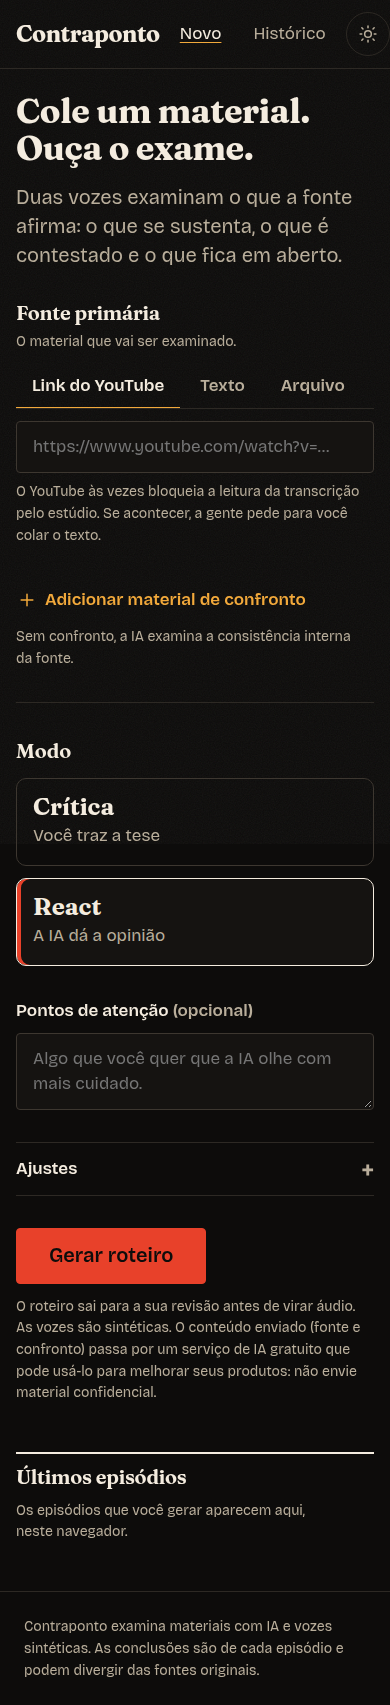 Contraponto
Novo
Histórico
Cole um material.
Ouça o exame.
Duas vozes examinam o que a fonte
afirma: o que se sustenta, o que é
contestado e o que fica em aberto.
Fonte primária
O material que vai ser examinado.
Link do YouTube
Texto
Arquivo
https://www.youtube.com/watch?v=...
O YouTube às vezes bloqueia a leitura da transcrição
pelo estúdio. Se acontecer, a gente pede para você
colar o texto.
+ Adicionar material de confronto
Sem confronto, a IA examina a consistência interna
da fonte.
Modo
Crítica
Você traz a tese
React
A IA dá a opinião
Pontos de atenção (opcional)
Algo que você quer que a IA olhe com
mais cuidado.
Ajustes +
Gerar roteiro
O roteiro sai para a sua revisão antes de virar áudio.
As vozes são sintéticas. O conteúdo enviado (fonte e
confronto) passa por um serviço de IA gratuito que
pode usá-lo para melhorar seus produtos: não envie
material confidencial.
Últimos episódios
Os episódios que você gerar aparecem aqui,
neste navegador.
Contraponto examina materiais com IA e vozes
sintéticas. As conclusões são de cada episódio e
podem divergir das fontes originais.